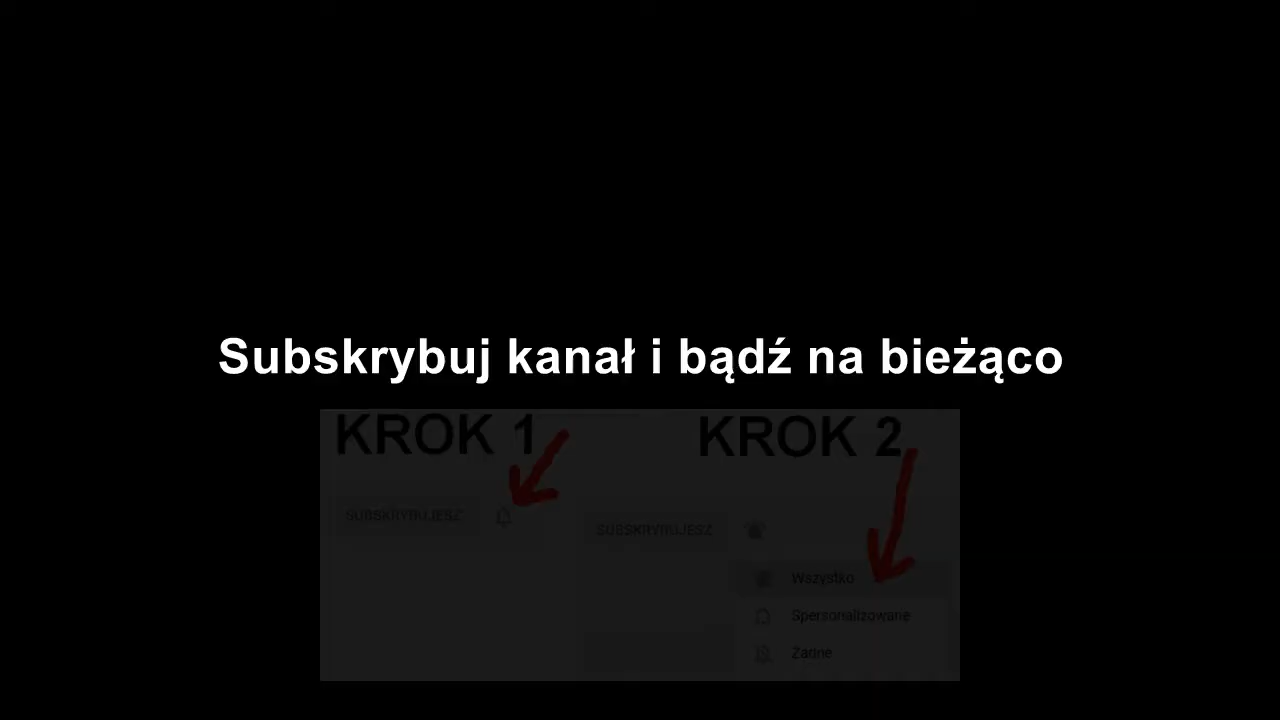 Subskrybuj kanał i bądź na bieżąco
KROK 1
KROK 2
SUBSKRYBUJESZ
SUBSKRYBUJESZ
Wszystko
Spersonalizowane
Żadne